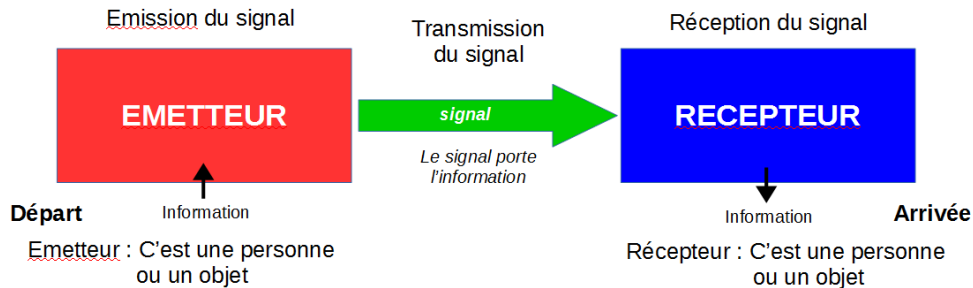 Emission du signal
Transmission
du signal
Réception du signal
EMETTEUR
signal
RECEPTEUR
Le signal porte
l'information
Départ
Information
Information
Arrivée
Emetteur : C'est une personne
ou un objet
Récepteur : C'est une personne
ou un objet